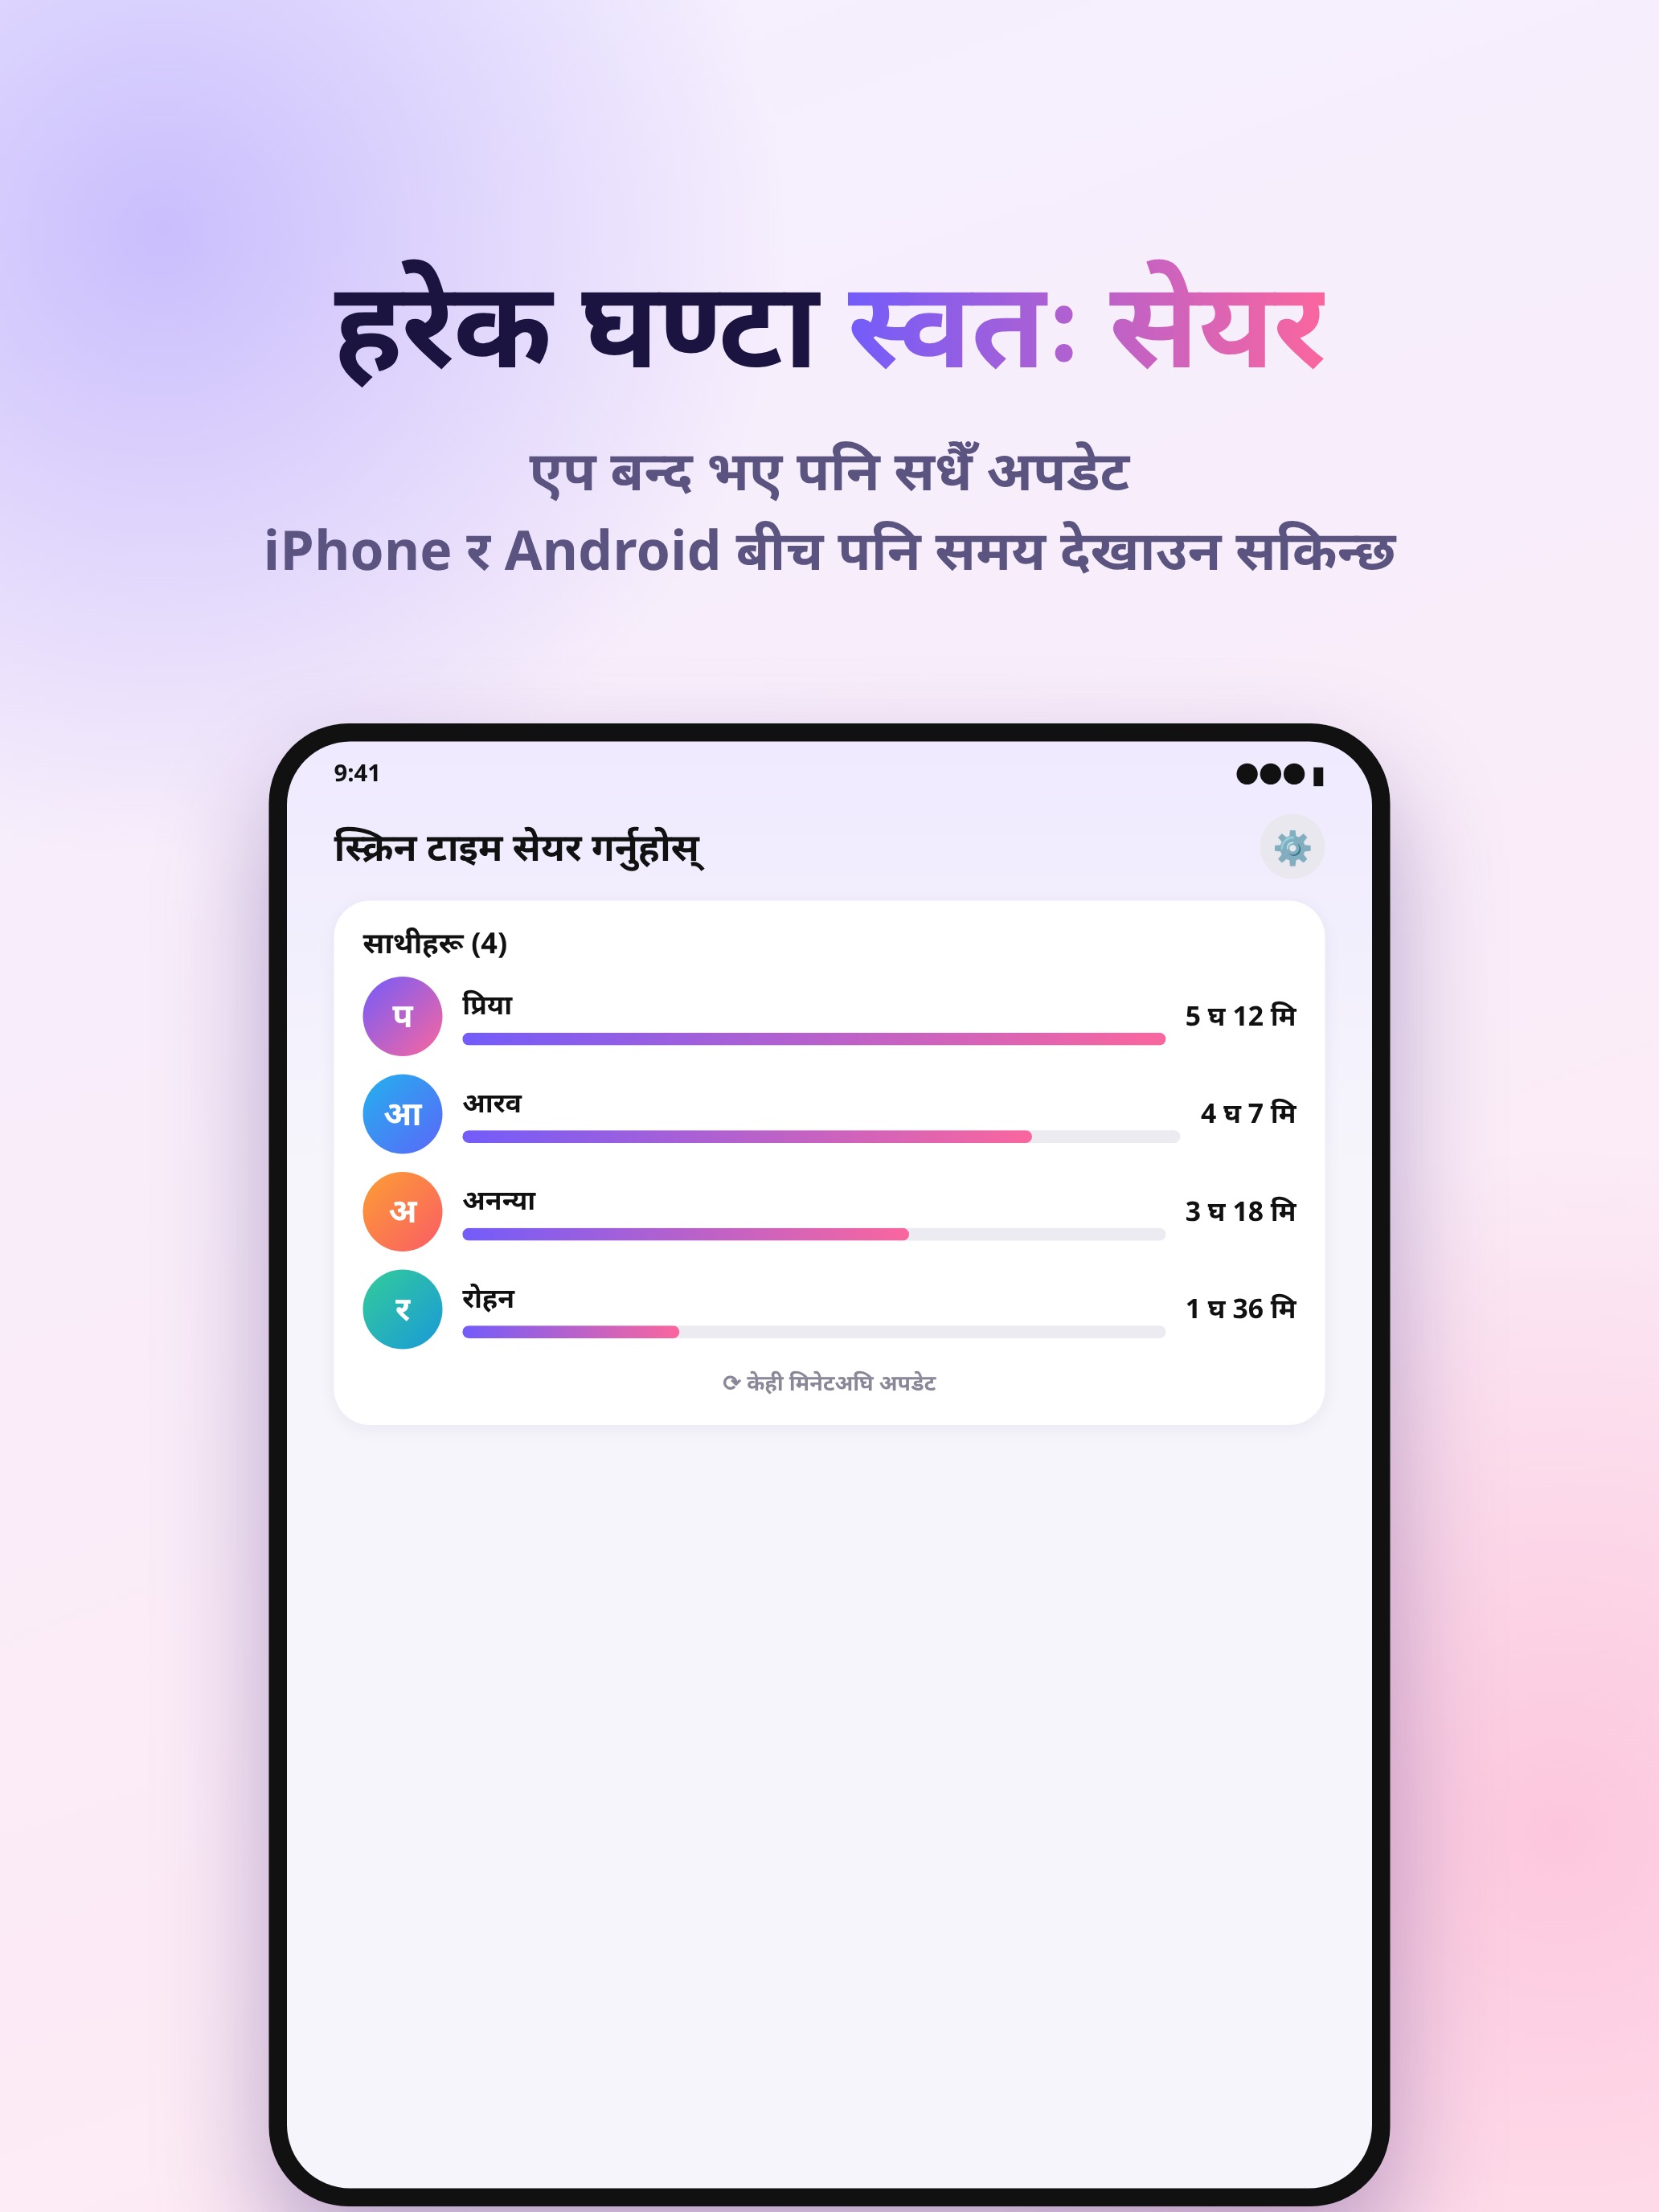 हरेक घण्टा स्वतः सेयर
एप बन्द भए पनि सधैँ अपडेट
iPhone र Android बीच पनि समय देखाउन सकिन्छ
9:41
स्क्रिन टाइम सेयर गर्नुहोस्
साथीहरू (4)
प
प्रिया
5 घ 12 मि
आ
आरव
4 घ 7 मि
अ
अनन्या
3 घ 18 मि
र
रोहन
1 घ 36 मि
⟳ केही मिनेटअघि अपडेट